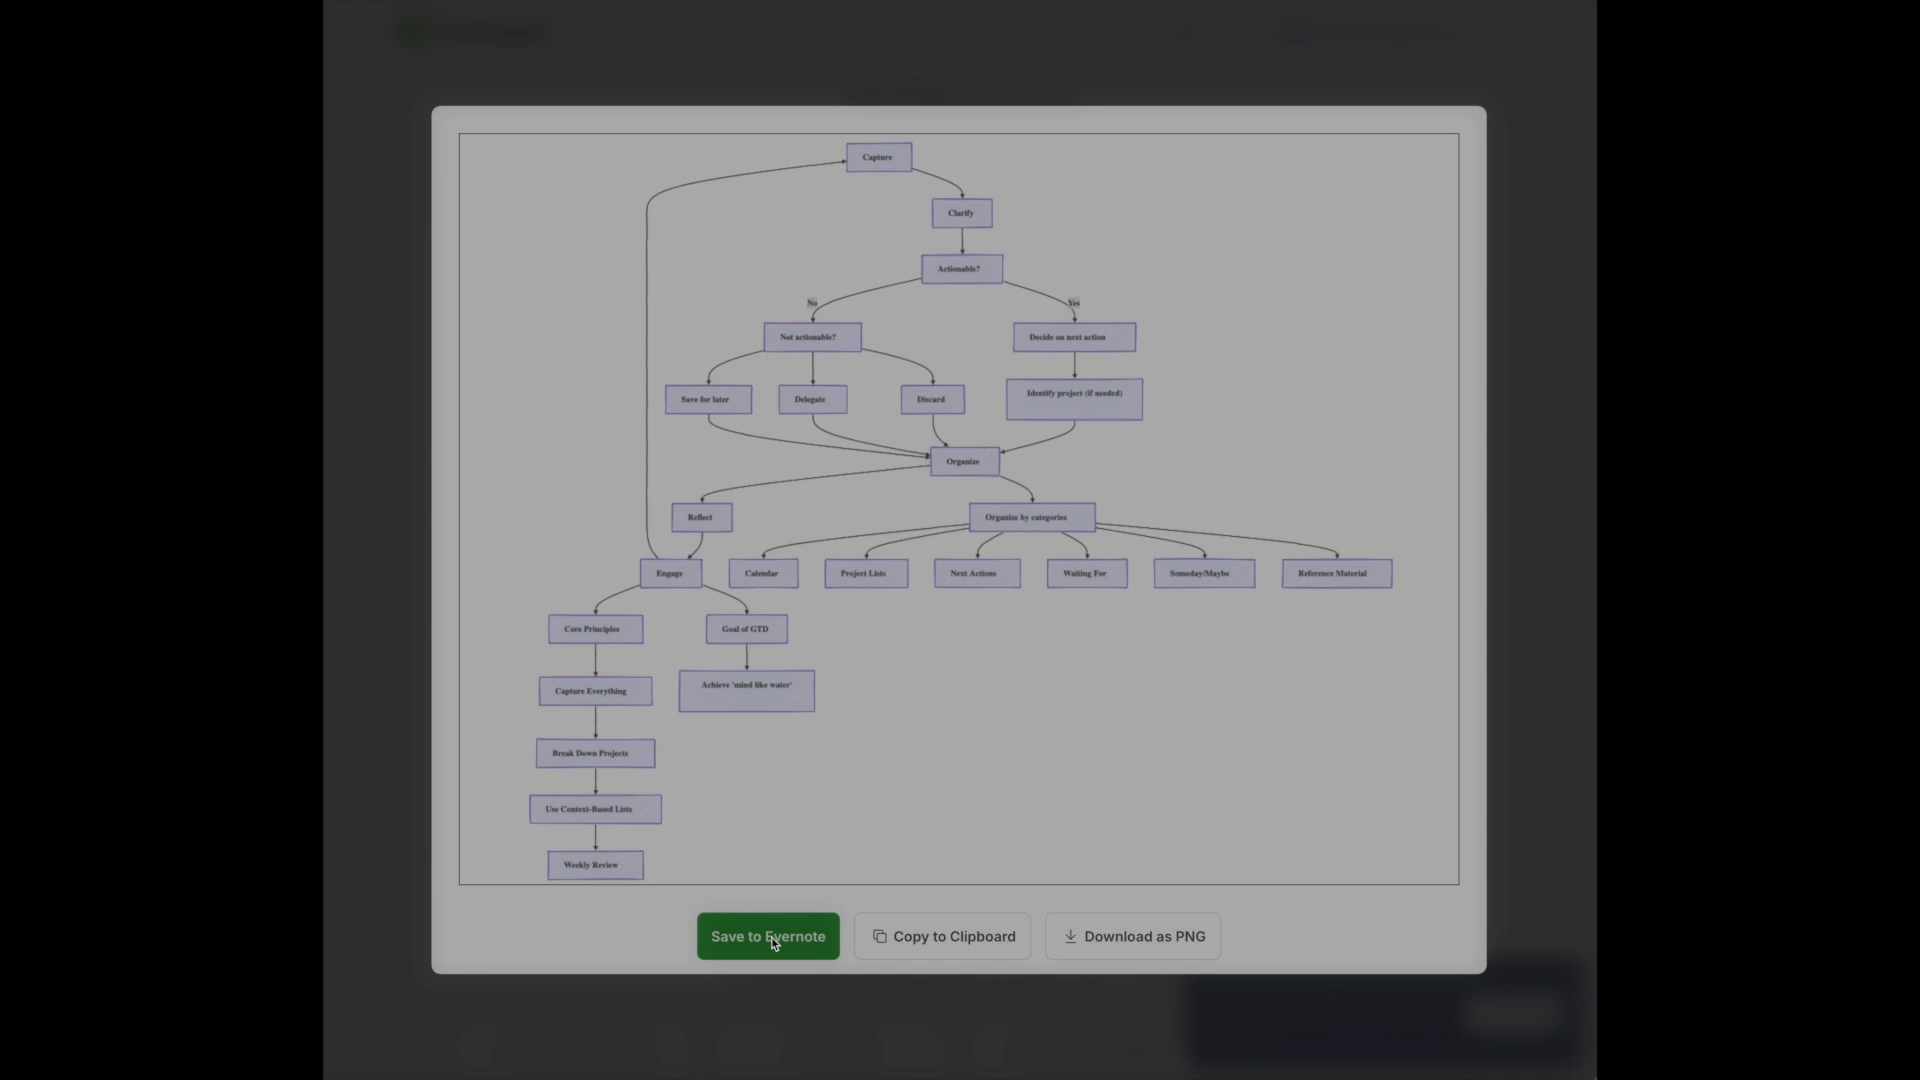 Capture
Clarify
Actionable?
No
Yes
Not actionable?
Decide on next action
Save for later
Delegate
Discard
Identify project (if needed)
Organize
Reflect
Organize by categories
Engage
Calendar
Project Lists
Next Actions
Waiting For
Someday/Maybe
Reference Material
Core Principles
Goal of GTD
Capture Everything
Achieve 'mind like water'
Break Down Projects
Use Context-Based Lists
Weekly Review
Save to Evernote
Copy to Clipboard
Download as PNG